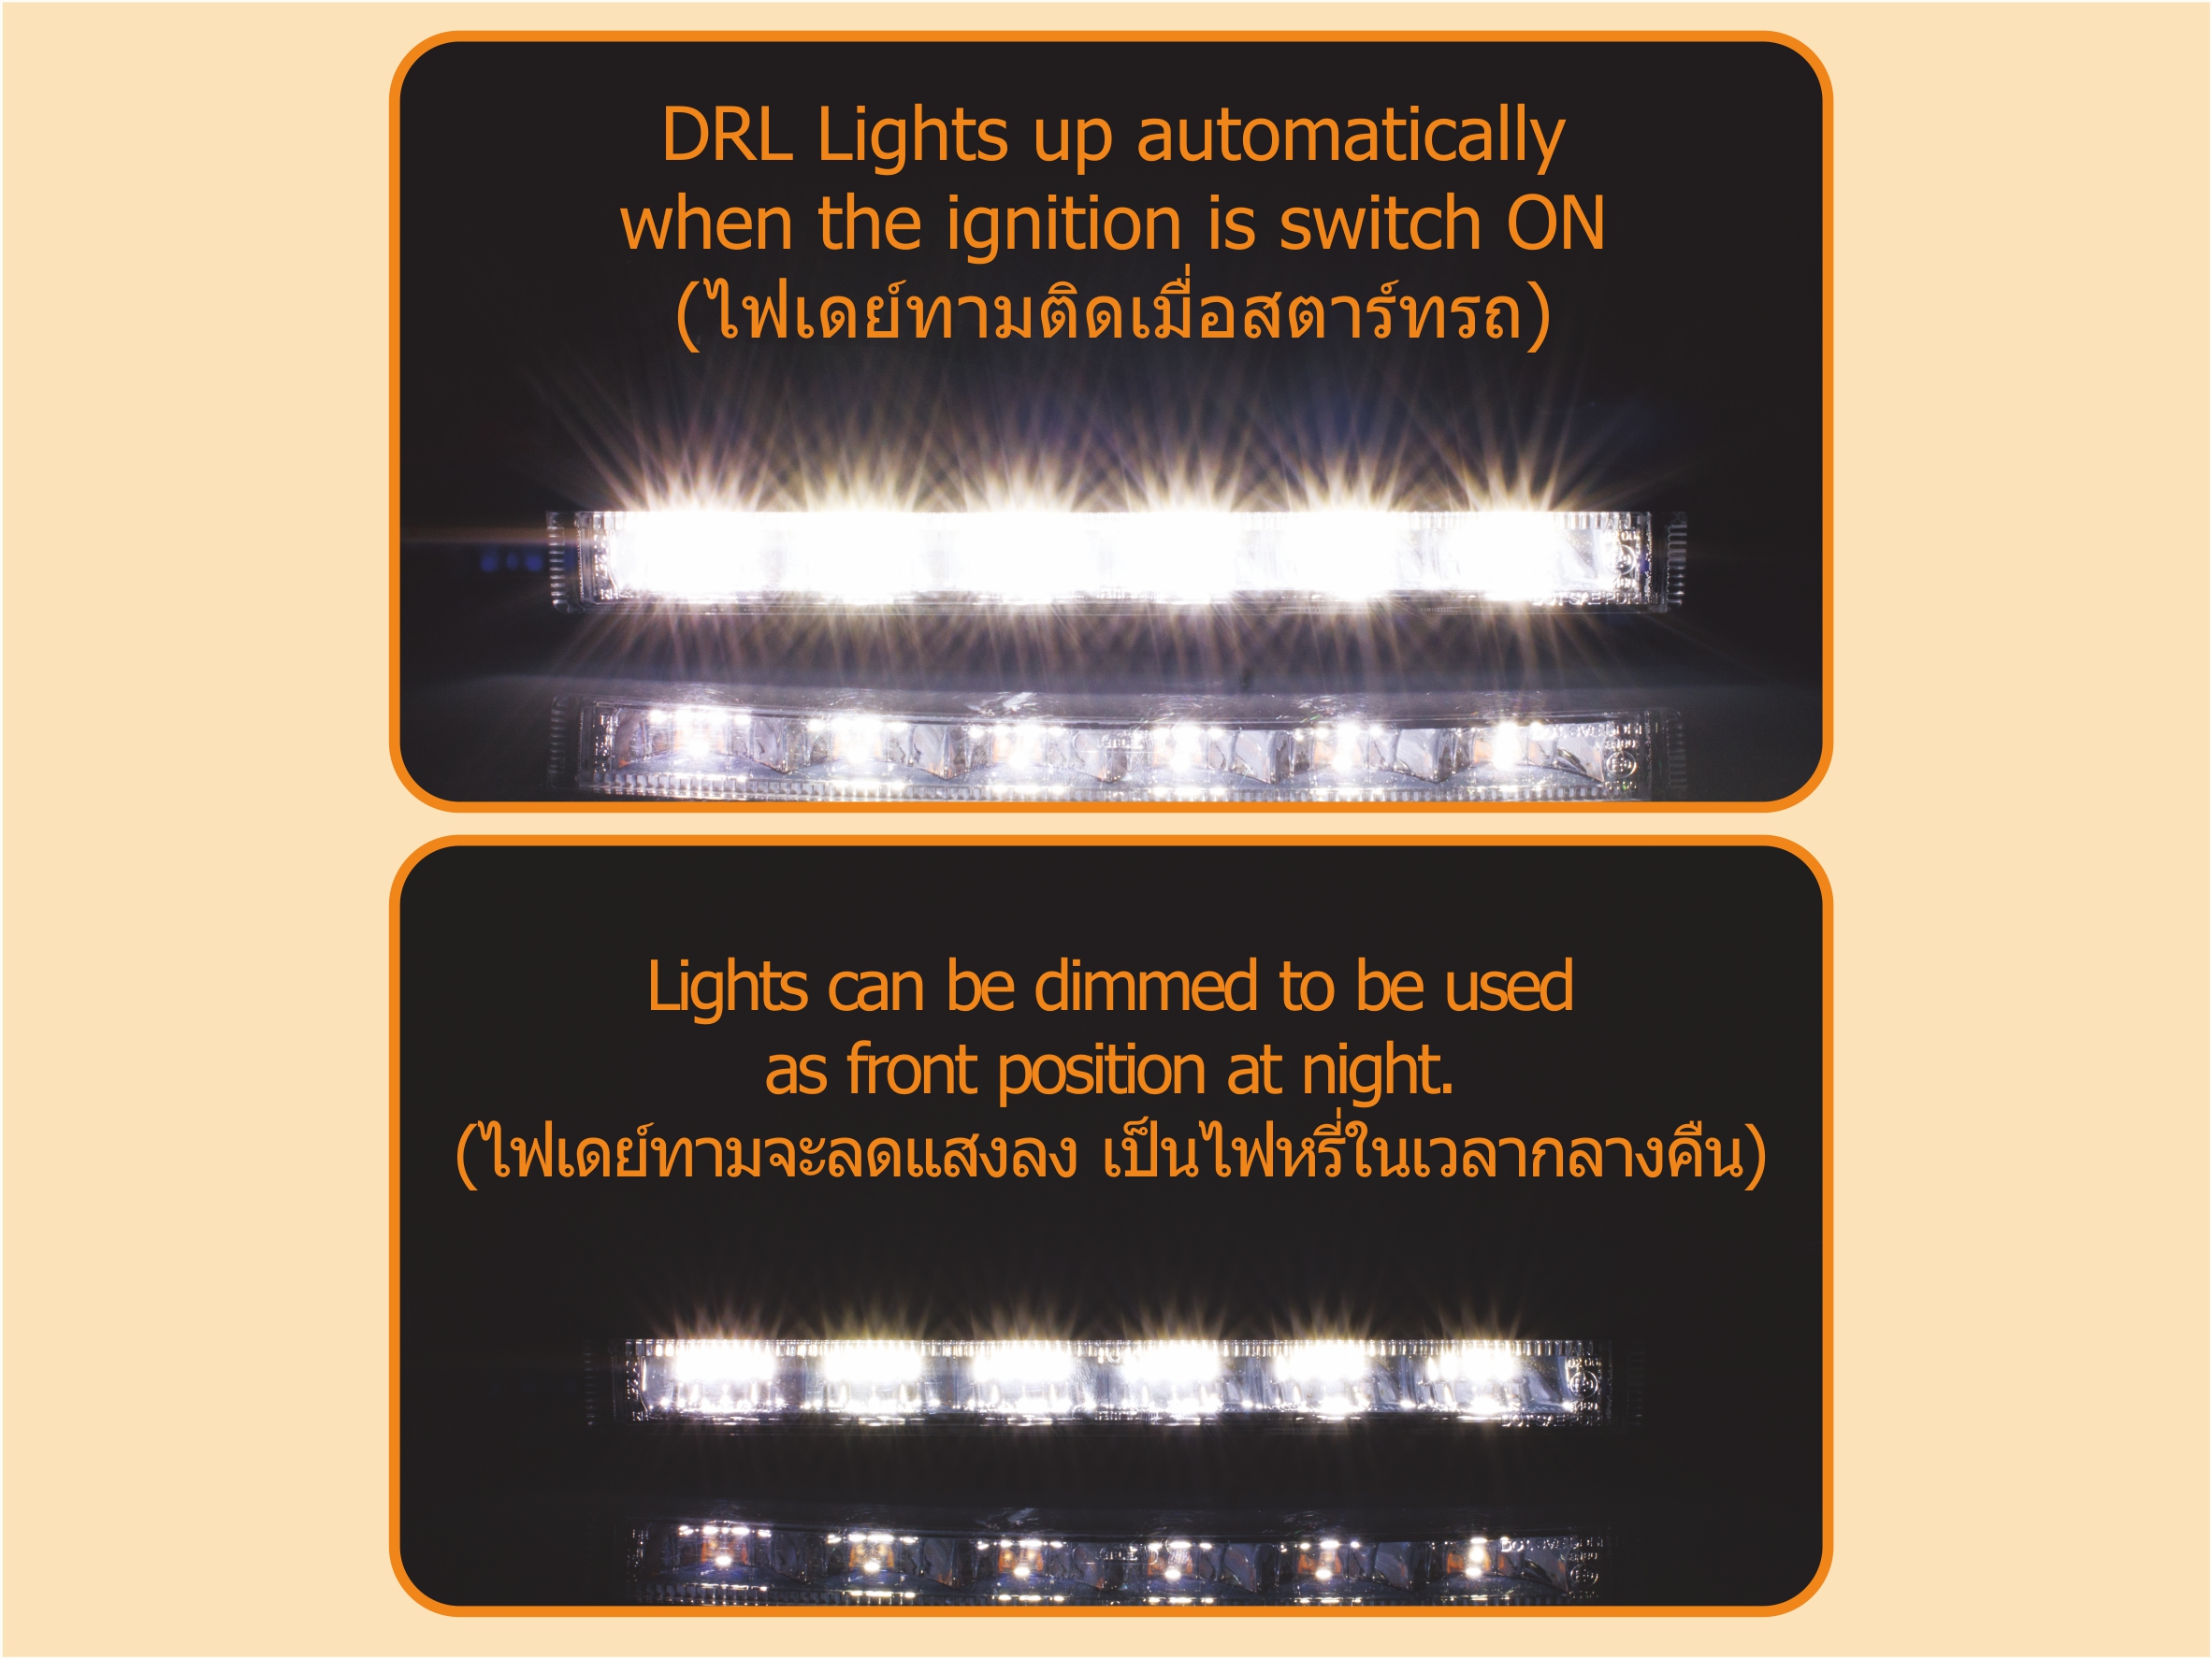 DRL Lights up automatically
when the ignition is switch ON
(ไฟเดย์ทามติดเมื่อสตาร์ทรถ)
Lights can be dimmed to be used
as front position at night.
(ไฟเดย์ทามจะลดแสงลง เป็นไฟหรี่ในเวลากลางคืน)